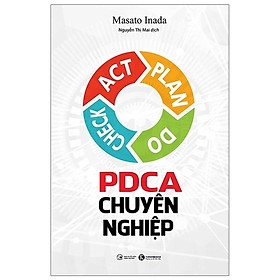 Masato Inada
Nguyễn Thị Mai dịch
ACT
PLAN
DO
CHECK
PDCA
CHUYÊN
NGHIỆP